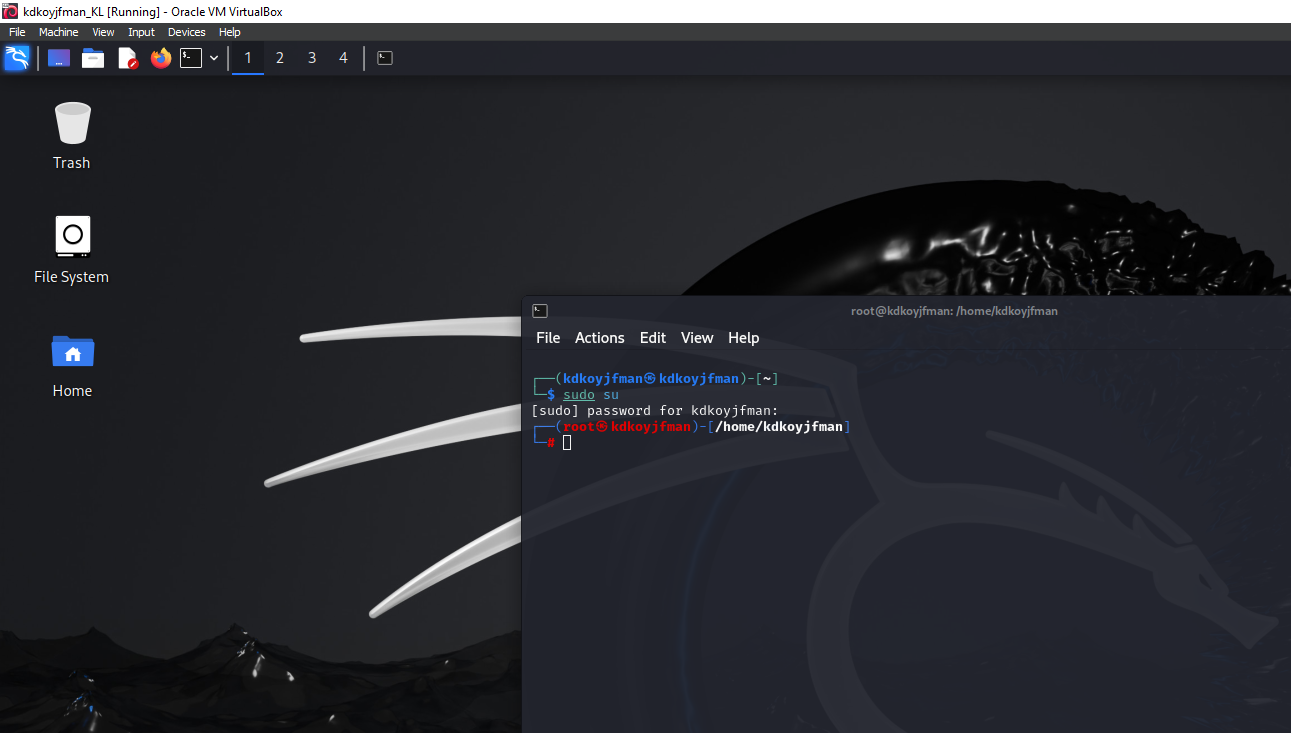 kdkoyjfman_KL [Running] - Oracle VM VirtualBox
File Machine View Input Devices Help
1 2 3 4
Trash
File System
Home
root@kdkoyjfman: /home/kdkoyjfman
File Actions Edit View Help
┌──(kdkoyjfman㉿kdkoyjfman)-[~]
└─$ sudo su
[sudo] password for kdkoyjfman:
┌──(root㉿kdkoyjfman)-[/home/kdkoyjfman]
└─#